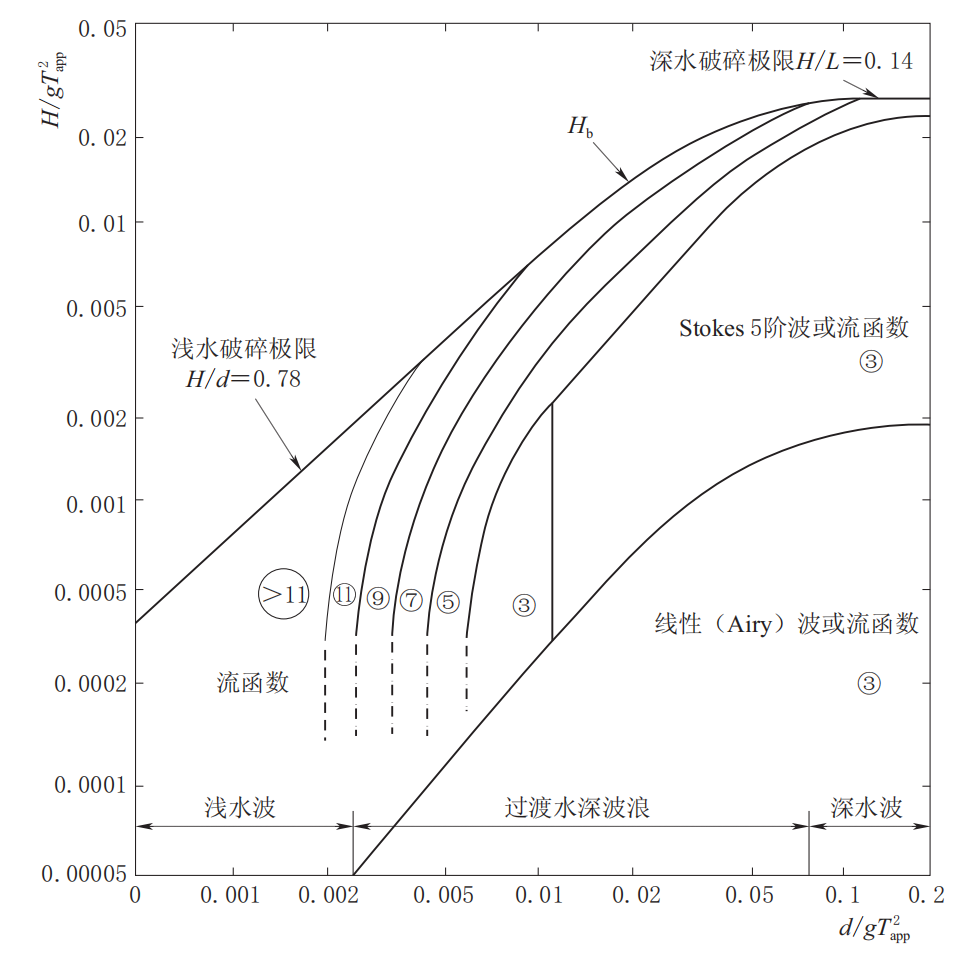 0.05
H/gT²app
深水破碎极限H/L=0.14
Hb
0.02
0.01
0.005
Stokes 5阶波或流函数
③
浅水破碎极限
H/d=0.78
0.002
0.001
0.0005
>11
⑪
⑨
⑦
⑤
③
线性（Airy）波或流函数
③
流函数
0.0002
0.0001
浅水波
过渡水深波浪
深水波
0.00005
0
0.001
0.002
0.005
0.01
0.02
0.05
0.1
0.2
d/gT²app